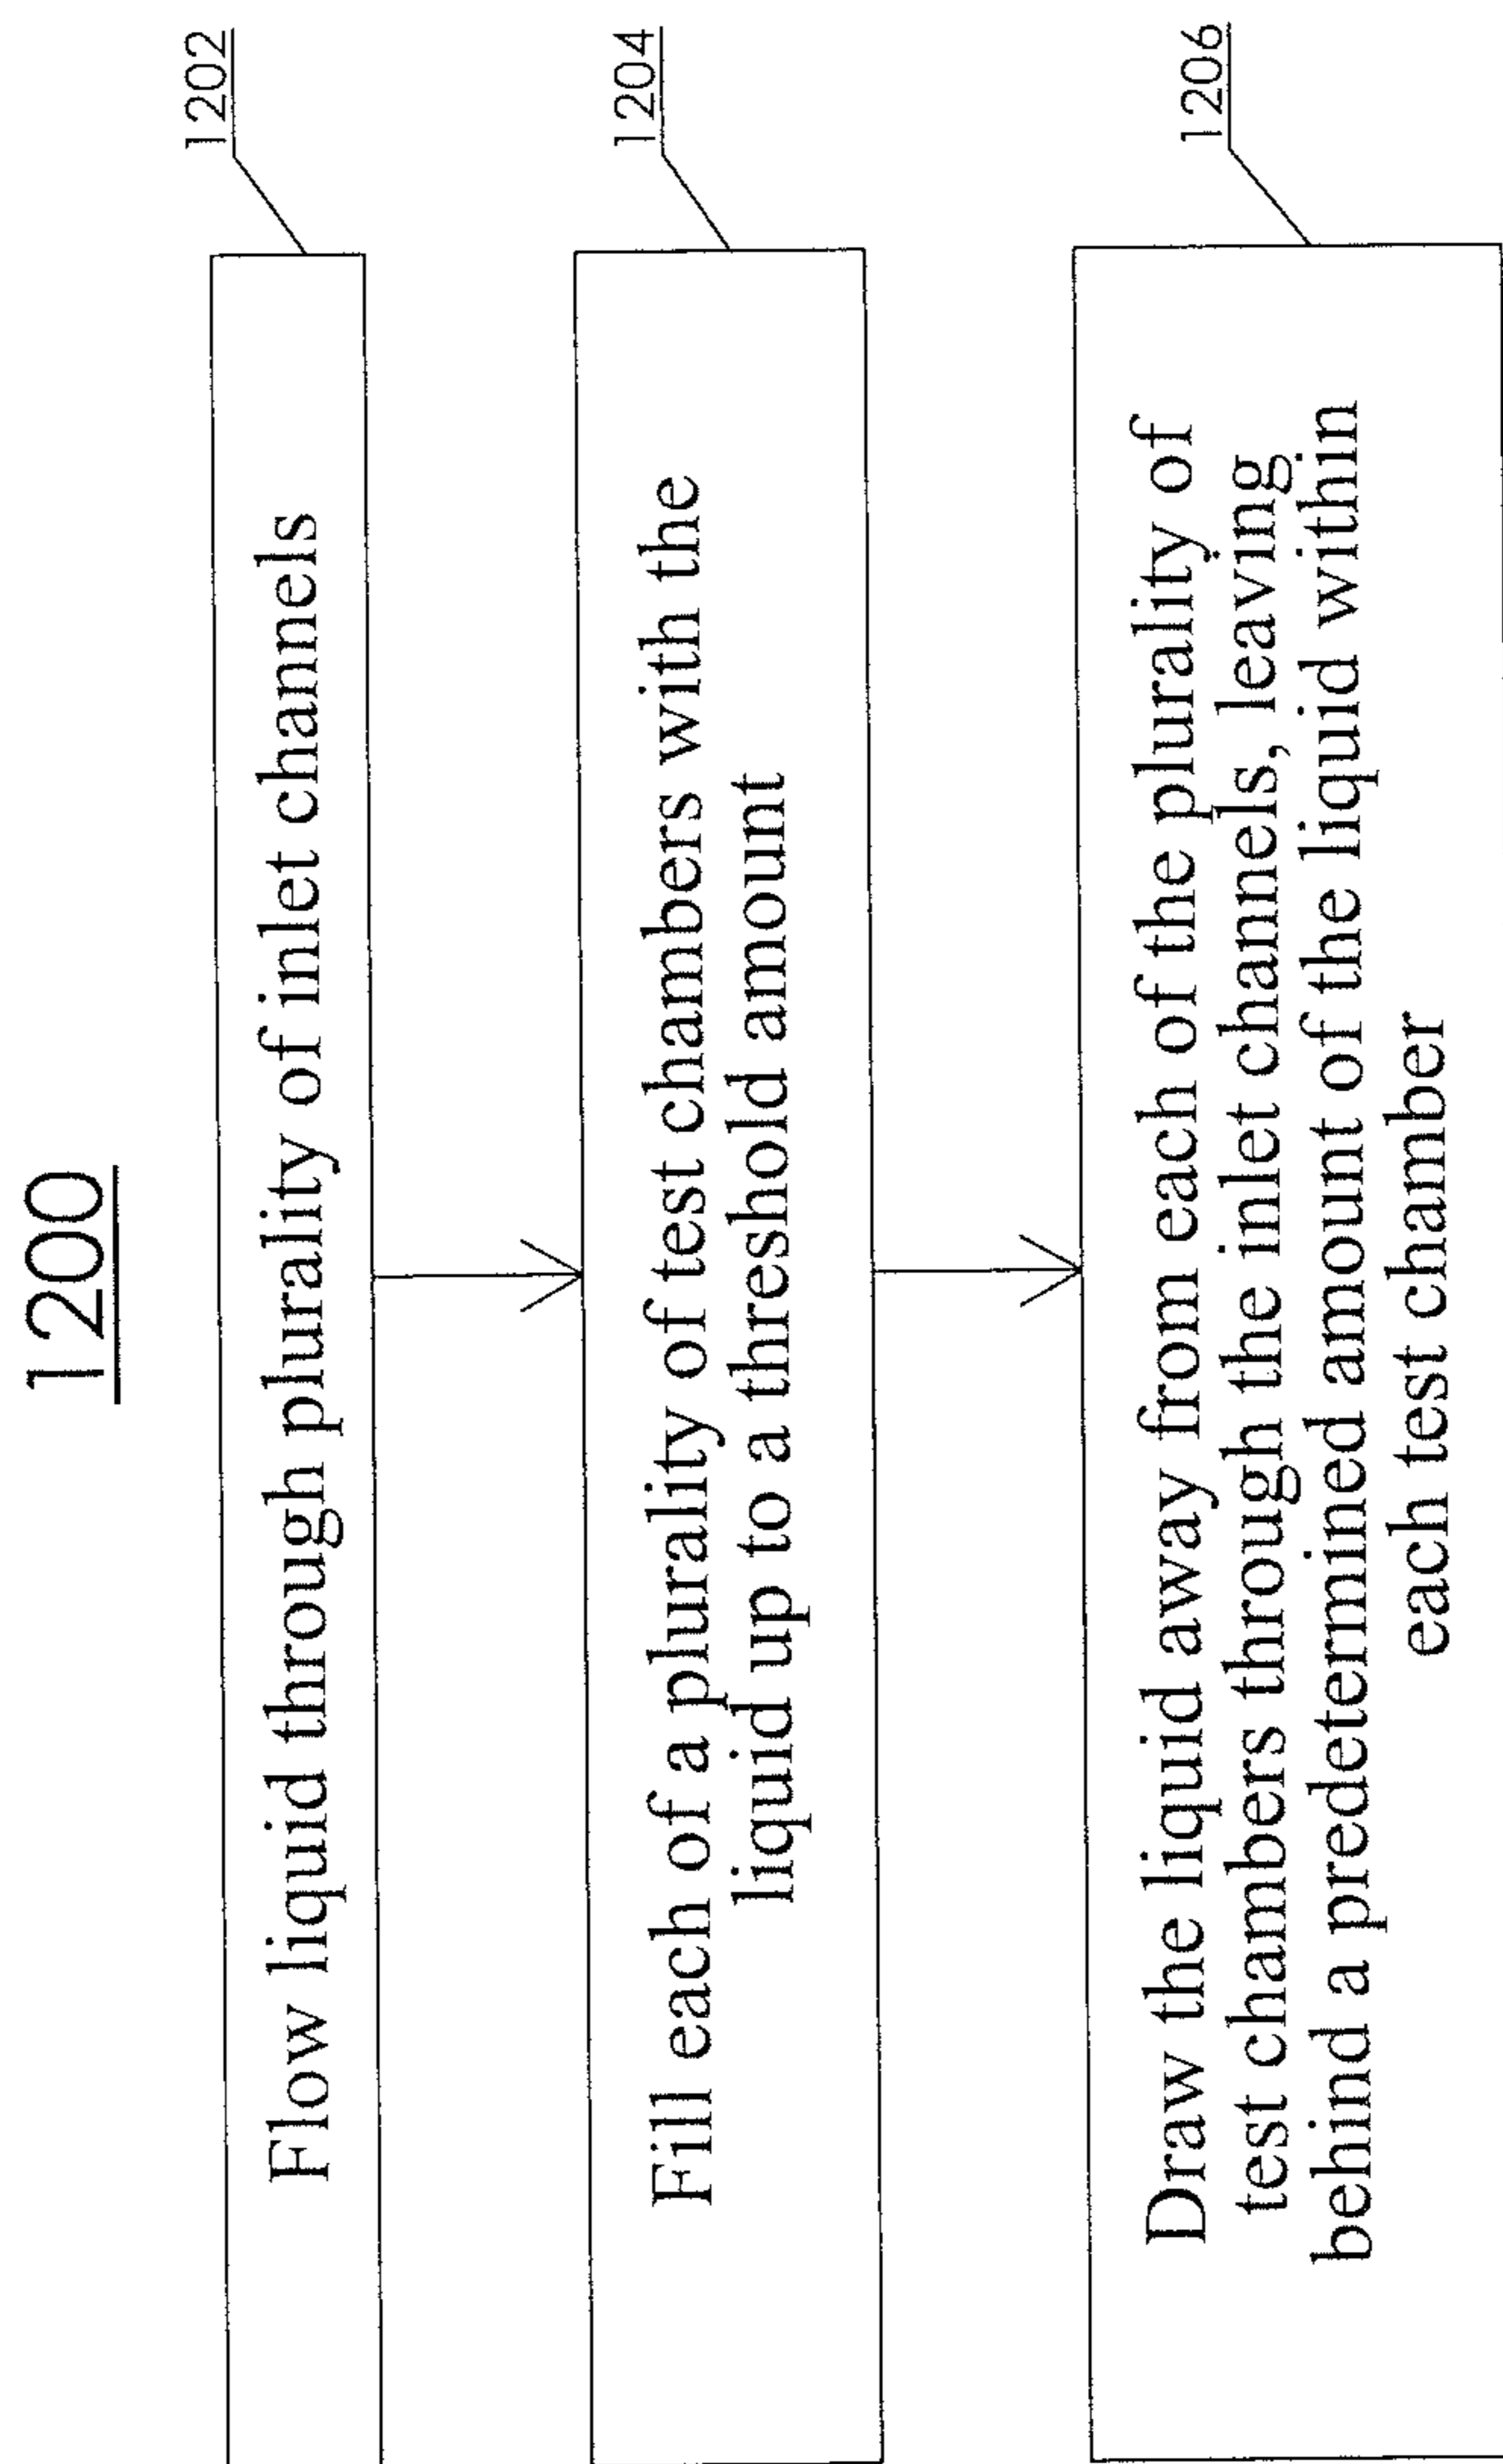 1200
1202
Flow liquid through plurality of inlet channels
1204
Fill each of a plurality of test chambers with the
liquid up to a threshold amount
1206
Draw the liquid away from each of the plurality of
test chambers through the inlet channels, leaving
behind a predetermined amount of the liquid within
each test chamber